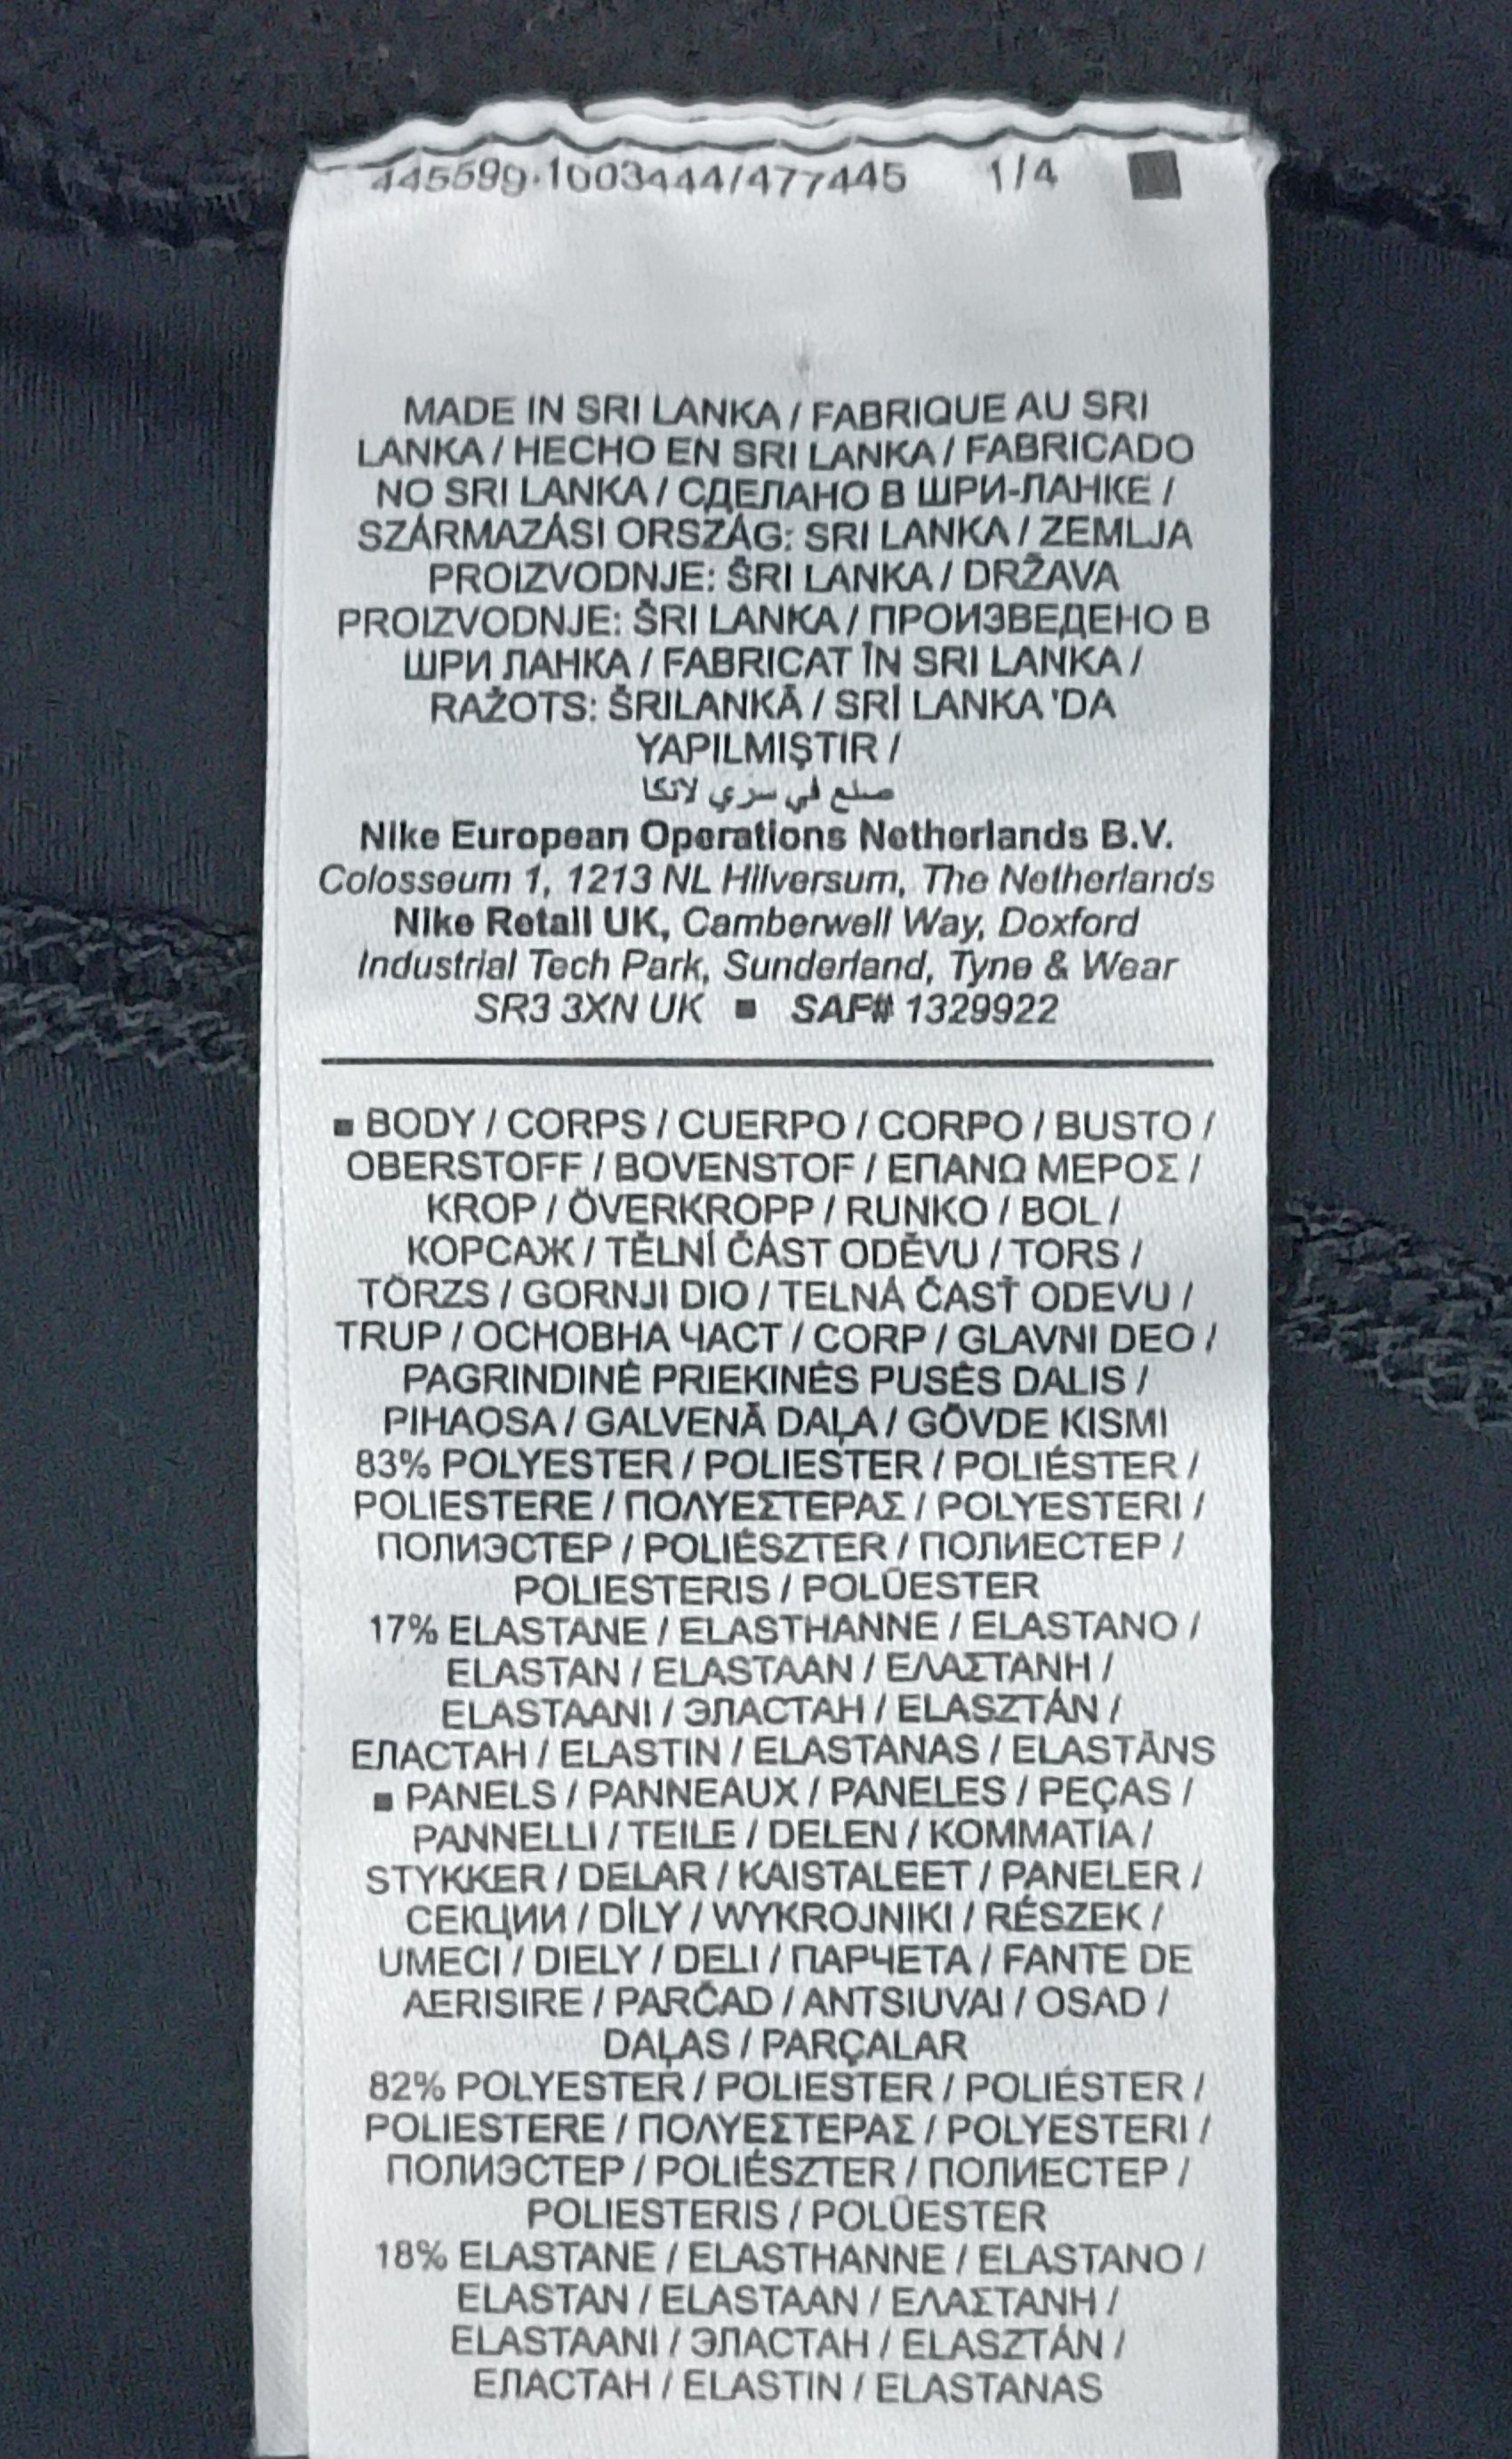 445599-1003444/477445 1/4
MADE IN SRI LANKA / FABRIQUE AU SRI
LANKA / HECHO EN SRI LANKA / FABRICADO
NO SRI LANKA / СДЕЛАНО В ШРИ-ЛАНКЕ /
SZÁRMAZÁSI ORSZÁG: SRI LANKA / ZEMLJA
PROIZVODNJE: ŠRI LANKA / DRŽAVA
PROIZVODNJE: ŠRI LANKA / ПРОИЗВЕДЕНО В
ШРИ ЛАНКА / FABRICAT ÎN SRI LANKA /
RAŽOTS: ŠRILANKĀ / SRİ LANKA 'DA
YAPILMIŞTIR /
صنع في سري لانكا
Nike European Operations Netherlands B.V.
Colosseum 1, 1213 NL Hilversum, The Netherlands
Nike Retail UK, Camberwell Way, Doxford
Industrial Tech Park, Sunderland, Tyne & Wear
SR3 3XN UK ■ SAF# 1329922
■ BODY / CORPS / CUERPO / CORPO / BUSTO /
OBERSTOFF / BOVENSTOF / ΕΠΑΝΩ ΜΕΡΟΣ /
KROP / ÖVERKROPP / RUNKO / BOL /
КОРСАЖ / TĚLNÍ ČÁST ODĚVU / TORS /
TÖRZS / GORNJI DIO / TELNÁ ČASŤ ODEVU /
TRUP / ОСНОВНА ЧАСТ / CORP / GLAVNI DEO /
PAGRINDINĖ PRIEKINĖS PUSĖS DALIS /
PIHAOSA / GALVENĀ DAĻA / GÖVDE KISMI
83% POLYESTER / POLIESTER / POLIÉSTER /
POLIESTERE / ΠΟΛΥΕΣΤΕΡΑΣ / POLYESTERI /
ПОЛИЭСТЕР / POLIÉSZTER / ПОЛИЕСТЕР /
POLIESTERIS / POLÜESTER
17% ELASTANE / ELASTHANNE / ELASTANO /
ELASTAN / ELASTAAN / ΕΛΑΣΤΑΝΗ /
ELASTAANI / ЭЛАСТАН / ELASZTÁN /
ЕЛАСТАН / ELASTIN / ELASTANAS / ELASTĀNS
■ PANELS / PANNEAUX / PANELES / PEÇAS /
PANNELLI / TEILE / DELEN / ΚΟΜΜΑΤΙΑ /
STYKKER / DELAR / KAISTALEET / PANELER /
СЕКЦИИ / DÍLY / WYKROJNIKI / RÉSZEK /
UMECI / DIELY / DELI / ПАРЧЕТА / FANTE DE
AERISIRE / PARČAD / ANTSIUVAI / OSAD /
DAĻAS / PARÇALAR
82% POLYESTER / POLIESTER / POLIÉSTER /
POLIESTERE / ΠΟΛΥΕΣΤΕΡΑΣ / POLYESTERI /
ПОЛИЭСТЕР / POLIÉSZTER / ПОЛИЕСТЕР /
POLIESTERIS / POLÜESTER
18% ELASTANE / ELASTHANNE / ELASTANO /
ELASTAN / ELASTAAN / ΕΛΑΣΤΑΝΗ /
ELASTAANI / ЭЛАСТАН / ELASZTÁN /
ЕЛАСТАН / ELASTIN / ELASTANAS